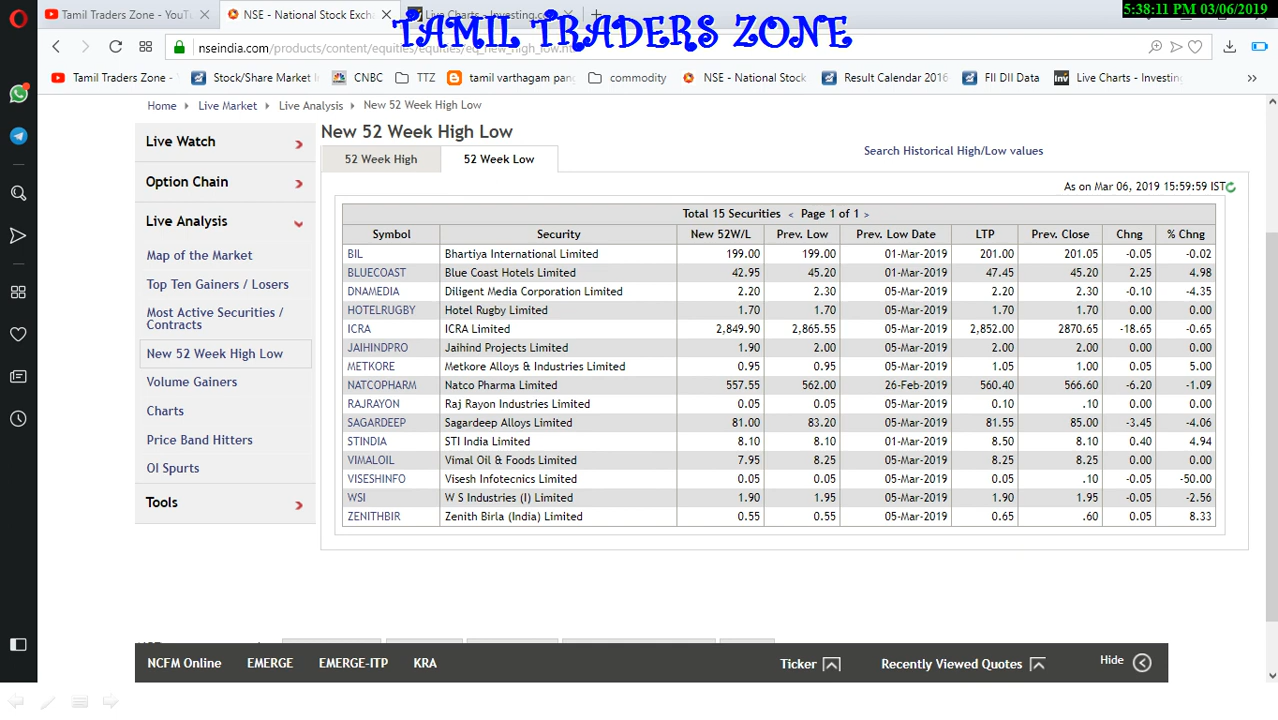 5:38:11 PM 03/06/2019
Tamil Traders Zone - YouT
NSE - National Stock Exch
Live Charts - Investing.co
TAMIL TRADERS ZONE
nseindia.com/products/content/equities/equities/eq_new_high_low.ht
Tamil Traders Zone - Stock/Share Market CNBC TTZ tamil varthagam pan commodity NSE - National Stock Result Calendar 2016 FII DII Data Inv Live Charts - Investin
Home Live Market Live Analysis New 52 Week High Low
New 52 Week High Low
52 Week High 52 Week Low
Search Historical High/Low values
As on Mar 06, 2019 15:59:59 IST
Live Watch
Option Chain
Live Analysis
Map of the Market
Top Ten Gainers / Losers
Most Active Securities /
Contracts
New 52 Week High Low
Volume Gainers
Charts
Price Band Hitters
OI Spurts
Tools
Total 15 Securities < Page 1 of 1 >
Symbol Security New 52W/L Prev. Low Prev. Low Date LTP Prev. Close Chng % Chng
BIL Bhartiya International Limited 199.00 199.00 01-Mar-2019 201.00 201.05 -0.05 -0.02
BLUECOAST Blue Coast Hotels Limited 42.95 45.20 05-Mar-2019 47.45 45.20 2.25 4.98
DNAMEDIA Diligent Media Corporation Limited 2.20 2.30 05-Mar-2019 2.20 2.30 -0.10 -4.35
HOTELRUGBY Hotel Rugby Limited 1.70 1.70 05-Mar-2019 1.70 1.70 0.00 0.00
ICRA ICRA Limited 2,849.90 2,865.55 05-Mar-2019 2,852.00 2870.65 -18.65 -0.65
JAIHINDPRO Jaihind Projects Limited 1.90 2.00 05-Mar-2019 2.00 2.00 0.00 0.00
METKORE Metkore Alloys & Industries Limited 0.95 0.95 05-Mar-2019 1.05 1.00 0.05 5.00
NATCOPHARM Natco Pharma Limited 557.55 562.00 26-Feb-2019 560.40 566.60 -6.20 -1.09
RAJRAYON Raj Rayon Industries Limited 0.05 0.05 05-Mar-2019 0.10 .10 0.00 0.00
SAGARDEEP Sagardeep Alloys Limited 81.00 83.20 05-Mar-2019 81.55 85.00 -3.45 -4.06
STINDIA STI India Limited 8.10 8.10 01-Mar-2019 8.50 8.10 0.40 4.94
VIMALOIL Vimal Oil & Foods Limited 7.95 8.25 05-Mar-2019 8.25 8.25 0.00 0.00
VISESHINFO Visesh Infotecnics Limited 0.05 0.05 05-Mar-2019 0.05 .10 -0.05 -50.00
WSI W S Industries (I) Limited 1.90 1.95 05-Mar-2019 1.90 1.95 -0.05 -2.56
ZENITHBIR Zenith Birla (India) Limited 0.55 0.55 05-Mar-2019 0.65 .60 0.05 8.33
NCFM Online EMERGE EMERGE-ITP KRA Ticker Recently Viewed Quotes Hide